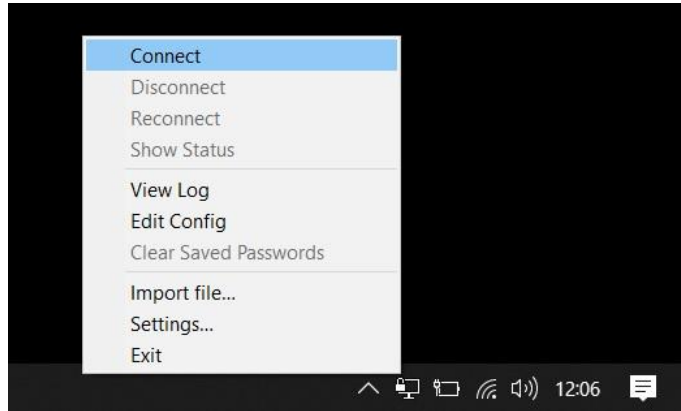 Connect
Disconnect
Reconnect
Show Status
View Log
Edit Config
Clear Saved Passwords
Import file...
Settings...
Exit
12:06